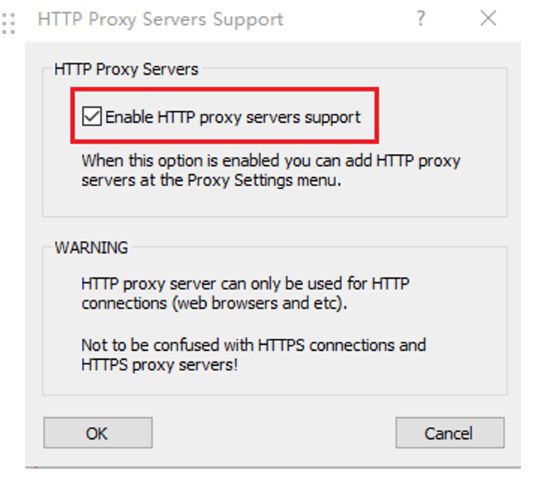 HTTP Proxy Servers Support ? ×
HTTP Proxy Servers
Enable HTTP proxy servers support
When this option is enabled you can add HTTP proxy
servers at the Proxy Settings menu.
WARNING
HTTP proxy server can only be used for HTTP
connections (web browsers and etc).
Not to be confused with HTTPS connections and
HTTPS proxy servers!
OK Cancel